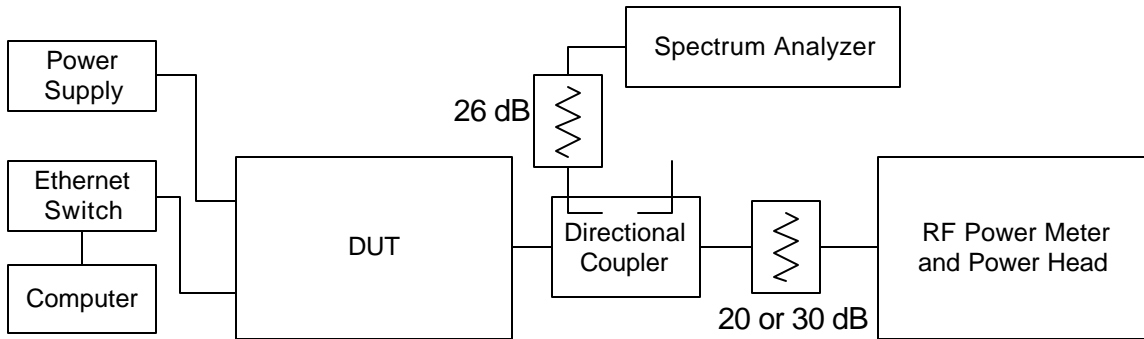 Power
Supply
Spectrum Analyzer
26 dB
Ethernet
Switch
DUT
Directional
Coupler
RF Power Meter
and Power Head
Computer
20 or 30 dB